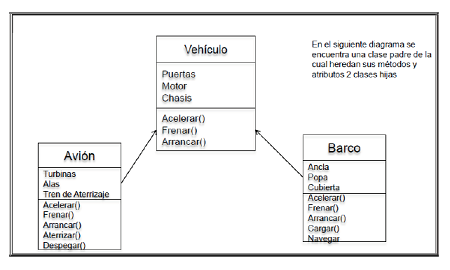 Vehículo
Puertas
Motor
Chasis
Acelerar()
Frenar()
Arrancar()
En el siguiente diagrama se
encuentra una clase padre de la
cual heredan sus métodos y
atributos 2 clases hijas
Avión
Turbinas
Alas
Tren de Aterrizaje
Acelerar()
Frenar()
Arrancar()
Aterrizar()
Despegar()
Barco
Ancla
Popa
Cubierta
Acelerar()
Frenar()
Arrancar()
Cargar()
Navegar